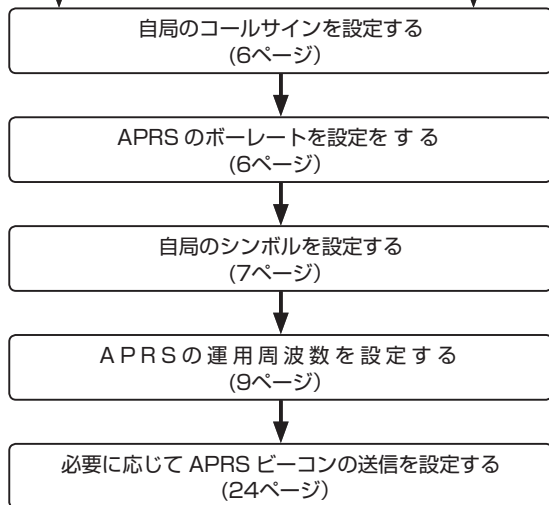 自局のコールサインを設定する
(6ページ)
APRS のボーレートを設定を する
(6ページ)
自局のシンボルを設定する
(7ページ)
APRSの運用周波数を設定する
(9ページ)
必要に応じて APRS ビーコンの送信を設定する
(24ページ)